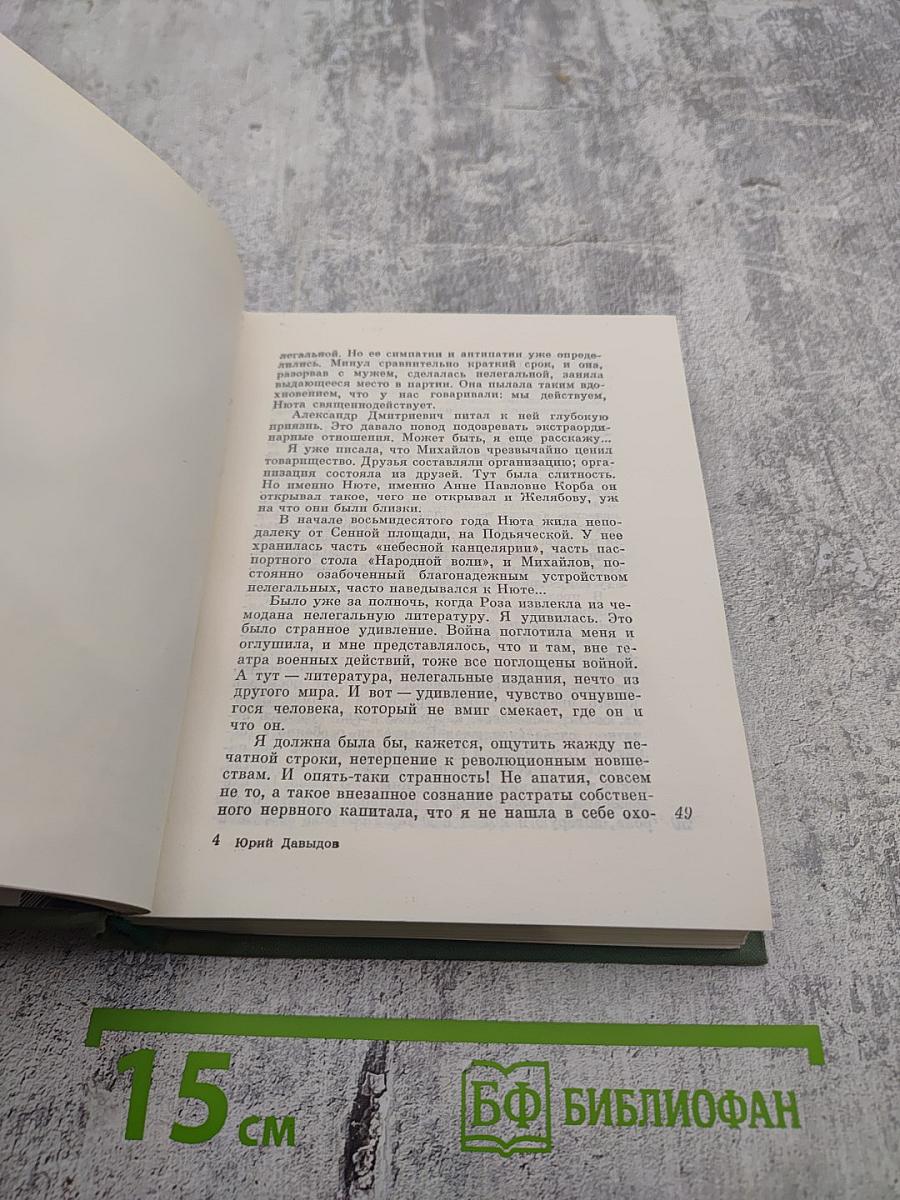 легальной. Но ее симпатии и антипатии уже опреде-
лились. Минул сравнительно краткий срок, и она,
разорвав с мужем, сделалась нелегальной, заняла
выдающееся место в партии. Она пылала таким вдо-
хновением, что у нас говаривали: мы действуем,
Нюта священнодействует.
Александр Дмитриевич питал к ней глубокую
приязнь. Это давало повод подозревать экстраорди-
нарные отношения. Может быть, я еще расскажу...
Я уже писала, что Михайлов чрезвычайно ценил
товарищество. Друзья составляли организацию; орга-
низация состояла из друзей. Тут была слитность.
Но именно Нюте, именно Анне Павловне Корба он
открывал такое, чего не открывал и Желябову, уж
на что они были близки.
В начале восьмидесятого года Нюта жила непо-
далеку от Сенной площади, на Подьяческой. У нее
хранилась часть «небесной канцелярии», часть пас-
портного стола «Народной воли», и Михайлов, по-
стоянно озабоченный благонадежным устройством
нелегальных, часто наведывался к Нюте...
Было уже за полночь, когда Роза извлекла из че-
модана нелегальную литературу. Я удивилась. Это
было странное удивление. Война поглотила меня и
оглушила, и мне представлялось, что и там, вне те-
атра военных действий, тоже все поглощены войной.
А тут — литература, нелегальные издания, нечто из
другого мира. И вот — удивление, чувство очнувше-
гося человека, который не вмиг смекает, где он и
что он.
Я должна была бы, кажется, ощутить жажду пе-
чатной строки, нетерпение к революционным новше-
ствам. И опять-таки странность! Не апатия, совсем
не то, а такое внезапное сознание растраты собствен-
ного нервного капитала, что я не нашла в себе охо- 49
4 Юрий Давыдов
15 см
БФ БИБЛИОФАН